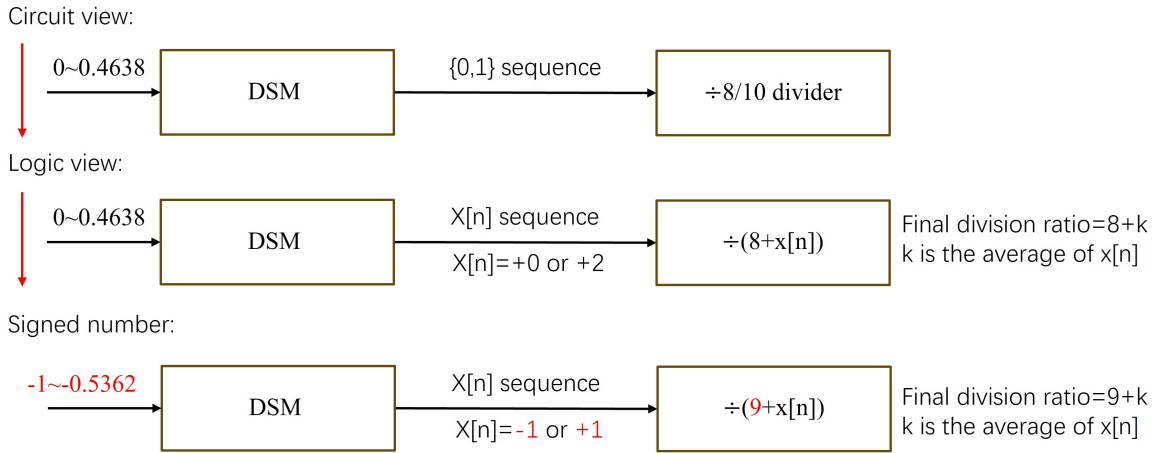 Circuit view:
0~0.4638
DSM
{0,1} sequence
÷8/10 divider
Logic view:
0~0.4638
DSM
X[n] sequence
X[n]=+0 or +2
÷(8+x[n])
Final division ratio=8+k
k is the average of x[n]
Signed number:
-1~-0.5362
DSM
X[n] sequence
X[n]=-1 or +1
÷(9+x[n])
Final division ratio=9+k
k is the average of x[n]